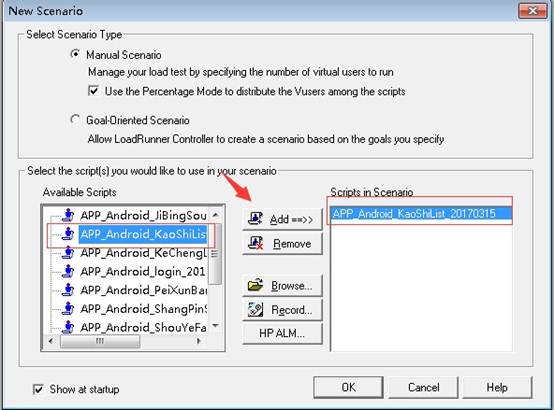 New Scenario
Select Scenario Type
Manual Scenario
Manage your load test by specifying the number of virtual users to run
Use the Percentage Mode to distribute the Vusers among the scripts
Goal-Oriented Scenario
Allow LoadRunner Controller to create a scenario based on the goals you specify
Select the script(s) you would like to use in your scenario
Available Scripts
Scripts in Scenario
APP_Android_JiBingSou
APP_Android_KaoShiLis
APP_Android_KeChengL
APP_Android_login_201
APP_Android_PeiXunBan
APP_Android_ShangPinS
APP_Android_ShouYeFa
Add ==>>
Remove
Browse...
Record...
HP ALM...
APP_Android_KaoShiList_20170315
Show at startup
OK
Cancel
Help